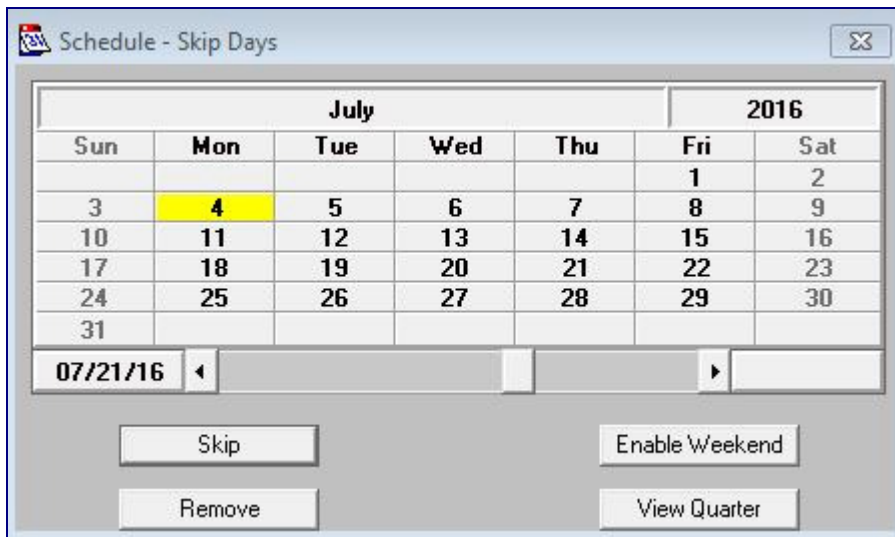 Schedule - Skip Days
July 2016
Sun Mon Tue Wed Thu Fri Sat
1 2
3 4 5 6 7 8 9
10 11 12 13 14 15 16
17 18 19 20 21 22 23
24 25 26 27 28 29 30
31
07/21/16
Skip Enable Weekend
Remove View Quarter